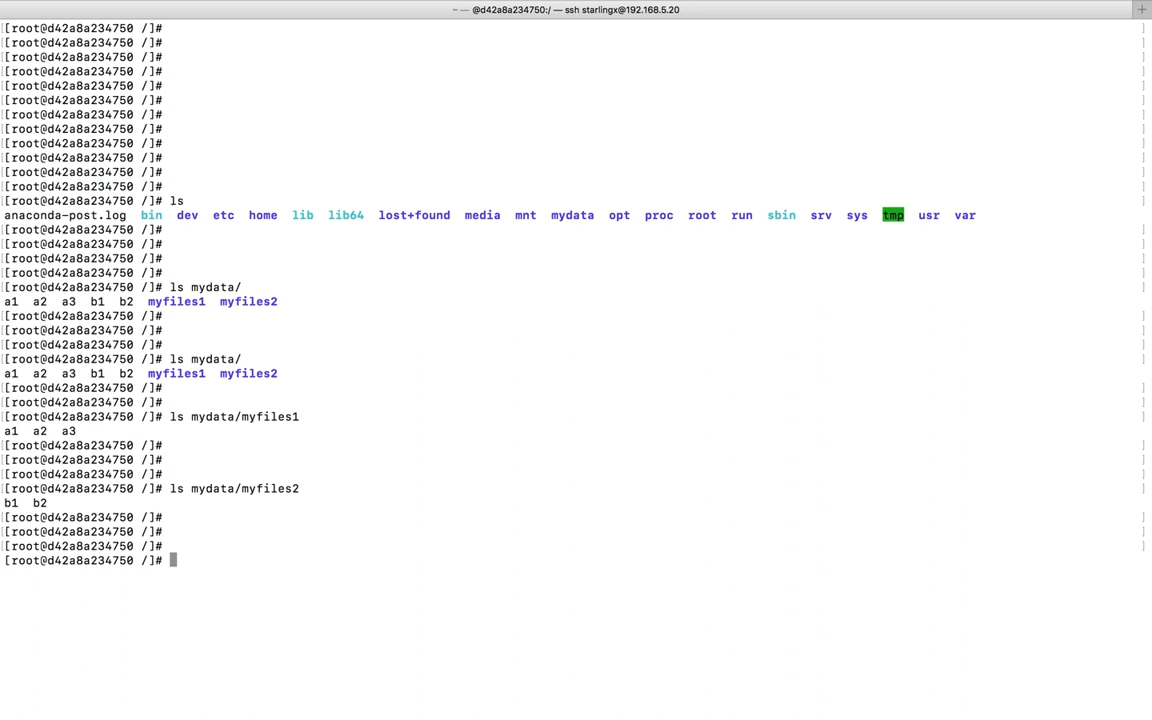 ~ — @d42a8a234750:/ — ssh starlingx@192.168.5.20 +
[[root@d42a8a234750 /]# ]
[[root@d42a8a234750 /]# ]
[[root@d42a8a234750 /]# ]
[[root@d42a8a234750 /]# ]
[[root@d42a8a234750 /]# ]
[[root@d42a8a234750 /]# ]
[[root@d42a8a234750 /]# ]
[[root@d42a8a234750 /]# ]
[[root@d42a8a234750 /]# ]
[[root@d42a8a234750 /]# ]
[[root@d42a8a234750 /]# ]
[[root@d42a8a234750 /]# ]
[[root@d42a8a234750 /]# ls ]
anaconda-post.log bin dev etc home lib lib64 lost+found media mnt mydata opt proc root run sbin srv sys tmp usr var
[[root@d42a8a234750 /]# ]
[[root@d42a8a234750 /]# ]
[[root@d42a8a234750 /]# ]
[[root@d42a8a234750 /]# ]
[[root@d42a8a234750 /]# ls mydata/ ]
a1 a2 a3 b1 b2 myfiles1 myfiles2
[[root@d42a8a234750 /]# ]
[[root@d42a8a234750 /]# ]
[[root@d42a8a234750 /]# ]
[[root@d42a8a234750 /]# ls mydata/ ]
a1 a2 a3 b1 b2 myfiles1 myfiles2
[[root@d42a8a234750 /]# ]
[[root@d42a8a234750 /]# ]
[[root@d42a8a234750 /]# ls mydata/myfiles1 ]
a1 a2 a3
[[root@d42a8a234750 /]# ]
[[root@d42a8a234750 /]# ]
[[root@d42a8a234750 /]# ]
[[root@d42a8a234750 /]# ls mydata/myfiles2 ]
b1 b2
[[root@d42a8a234750 /]# ]
[[root@d42a8a234750 /]# ]
[[root@d42a8a234750 /]# ]
[root@d42a8a234750 /]#